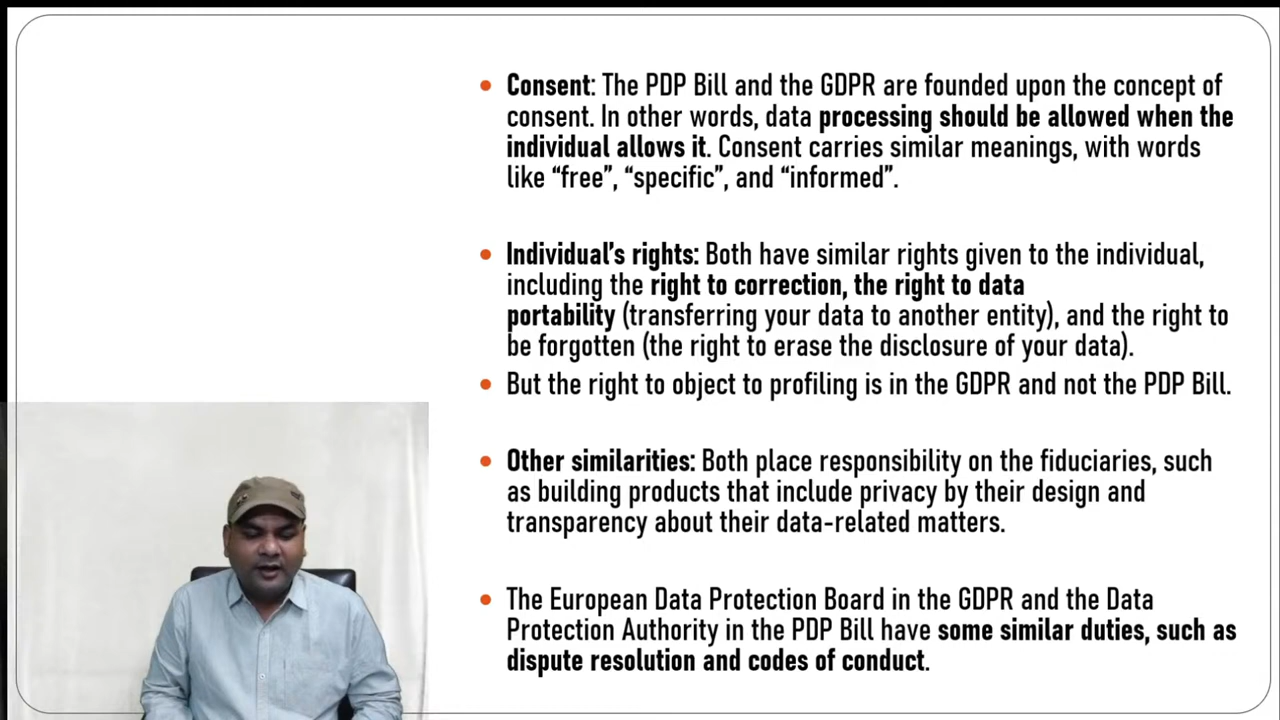 • Consent: The PDP Bill and the GDPR are founded upon the concept of
consent. In other words, data processing should be allowed when the
individual allows it. Consent carries similar meanings, with words
like “free”, “specific”, and “informed”.
• Individual’s rights: Both have similar rights given to the individual,
including the right to correction, the right to data
portability (transferring your data to another entity), and the right to
be forgotten (the right to erase the disclosure of your data).
• But the right to object to profiling is in the GDPR and not the PDP Bill.
• Other similarities: Both place responsibility on the fiduciaries, such
as building products that include privacy by their design and
transparency about their data-related matters.
• The European Data Protection Board in the GDPR and the Data
Protection Authority in the PDP Bill have some similar duties, such as
dispute resolution and codes of conduct.